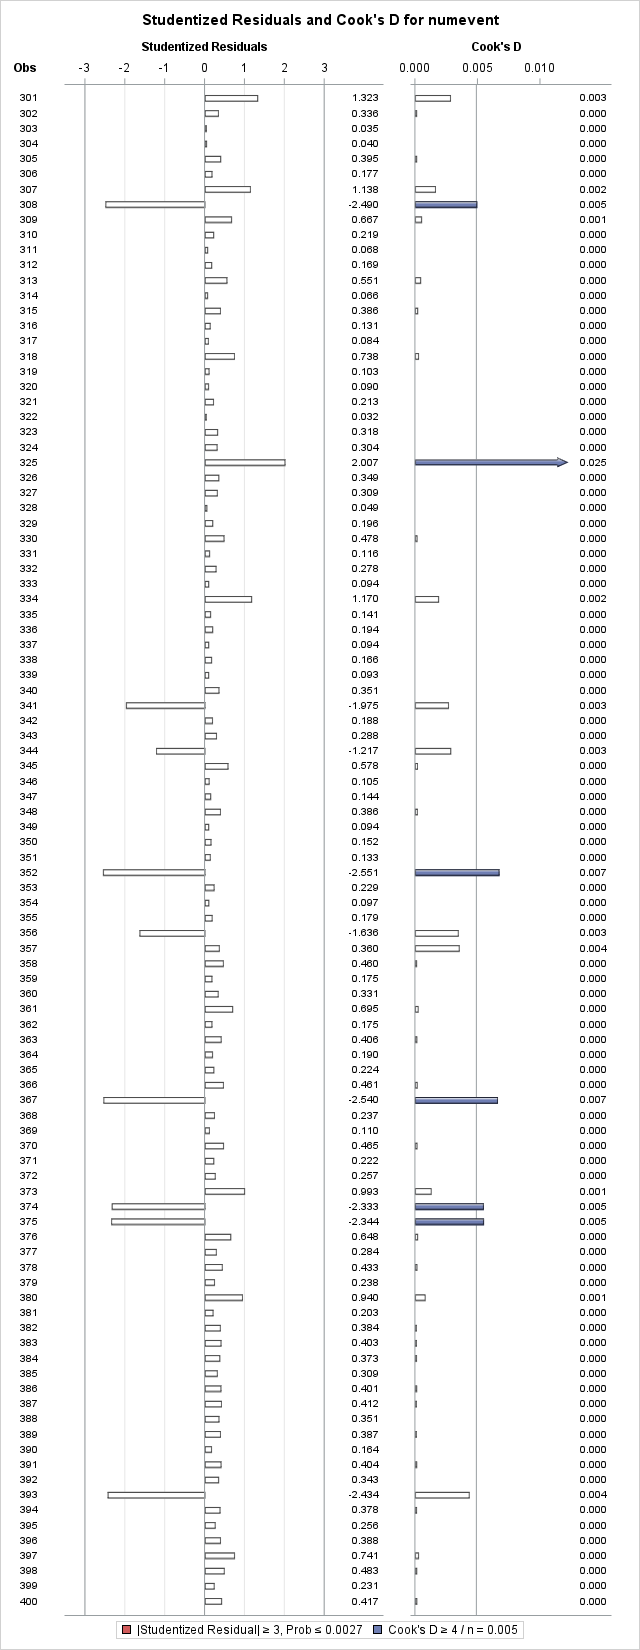 Studentized Residuals and Cook's D for numevent
Studentized Residuals Cook's D
Obs -3 -2 -1 0 1 2 3 0.000 0.005 0.010
301 1.323 0.003
302 0.336 0.000
303 0.035 0.000
304 0.040 0.000
305 0.395 0.000
306 0.177 0.000
307 1.138 0.002
308 -2.490 0.005
309 0.667 0.001
310 0.219 0.000
311 0.068 0.000
312 0.169 0.000
313 0.551 0.000
314 0.066 0.000
315 0.386 0.000
316 0.131 0.000
317 0.084 0.000
318 0.738 0.000
319 0.103 0.000
320 0.090 0.000
321 0.213 0.000
322 0.032 0.000
323 0.318 0.000
324 0.304 0.000
325 2.007 0.025
326 0.349 0.000
327 0.309 0.000
328 0.049 0.000
329 0.196 0.000
330 0.478 0.000
331 0.116 0.000
332 0.278 0.000
333 0.094 0.000
334 1.170 0.002
335 0.141 0.000
336 0.194 0.000
337 0.094 0.000
338 0.166 0.000
339 0.093 0.000
340 0.351 0.000
341 -1.975 0.003
342 0.188 0.000
343 0.288 0.000
344 -1.217 0.003
345 0.578 0.000
346 0.105 0.000
347 0.144 0.000
348 0.386 0.000
349 0.094 0.000
350 0.152 0.000
351 0.133 0.000
352 -2.551 0.007
353 0.229 0.000
354 0.097 0.000
355 0.179 0.000
356 -1.636 0.003
357 0.360 0.004
358 0.460 0.000
359 0.175 0.000
360 0.331 0.000
361 0.695 0.000
362 0.175 0.000
363 0.406 0.000
364 0.190 0.000
365 0.224 0.000
366 0.461 0.000
367 -2.540 0.007
368 0.237 0.000
369 0.110 0.000
370 0.465 0.000
371 0.222 0.000
372 0.257 0.000
373 0.993 0.001
374 -2.333 0.005
375 -2.344 0.005
376 0.648 0.000
377 0.284 0.000
378 0.433 0.000
379 0.238 0.000
380 0.940 0.001
381 0.203 0.000
382 0.384 0.000
383 0.403 0.000
384 0.373 0.000
385 0.309 0.000
386 0.401 0.000
387 0.412 0.000
388 0.351 0.000
389 0.387 0.000
390 0.164 0.000
391 0.404 0.000
392 0.343 0.000
393 -2.434 0.004
394 0.378 0.000
395 0.256 0.000
396 0.388 0.000
397 0.741 0.000
398 0.483 0.000
399 0.231 0.000
400 0.417 0.000
|Studentized Residual| ≥ 3, Prob ≤ 0.0027 Cook's D ≥ 4 / n = 0.005